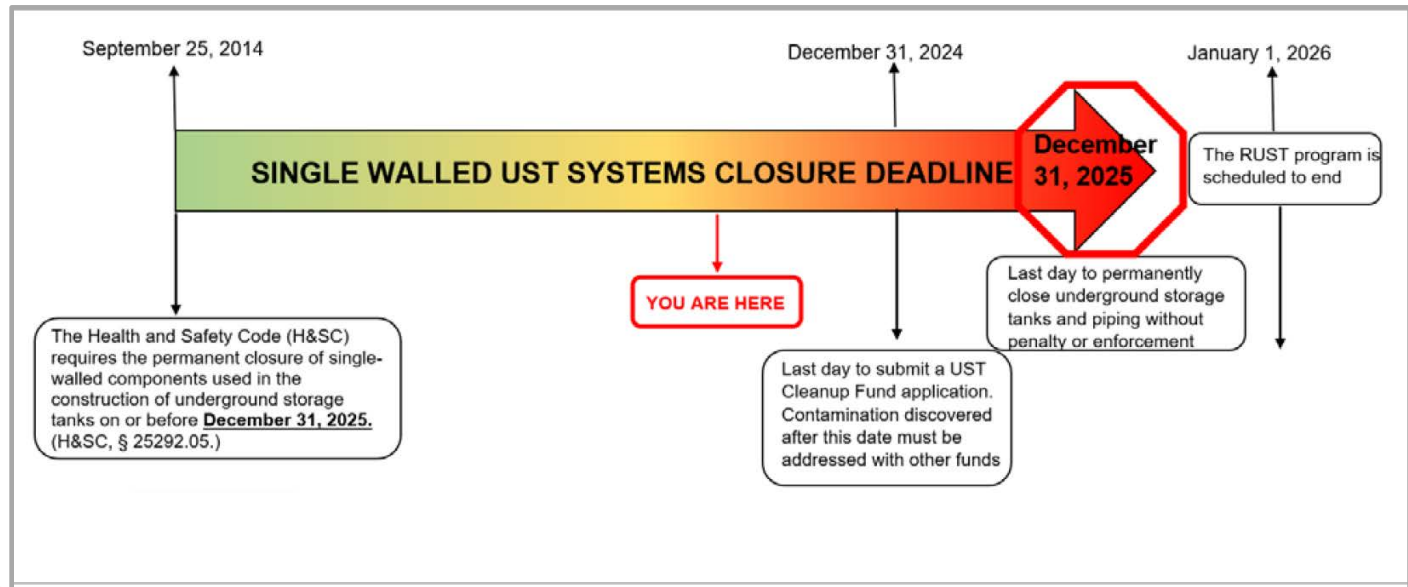 September 25, 2014
December 31, 2024
January 1, 2026
SINGLE WALLED UST SYSTEMS CLOSURE DEADLINE
December
31, 2025
The RUST program is
scheduled to end
YOU ARE HERE
Last day to permanently
close underground storage
tanks and piping without
penalty or enforcement
The Health and Safety Code (H&SC)
requires the permanent closure of single-
walled components used in the
construction of underground storage
tanks on or before December 31, 2025.
(H&SC, § 25292.05.)
Last day to submit a UST
Cleanup Fund application.
Contamination discovered
after this date must be
addressed with other funds